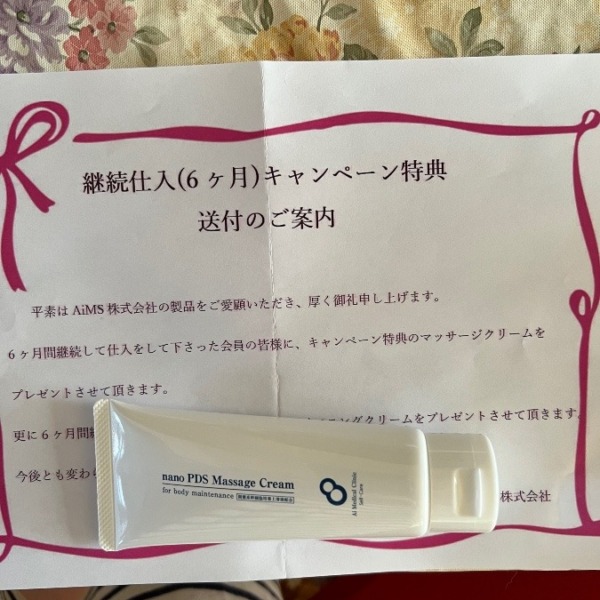 継続仕入(6ヶ月)キャンペーン特典
送付のご案内
平素はAiMS株式会社の製品をご愛顧いただき、厚く御礼申し上げます。
6ヶ月間継続して仕入をして下さった会員の皆様に、キャンペーン特典のマッサージクリームを
プレゼントさせて頂きます。
更に6ヶ月間 ングクリームをプレゼントさせて頂きます。
今後とも変わら
株式会社
nano PDS Massage Cream
for body maintenance
Ai Medical Clinic
Self-Care